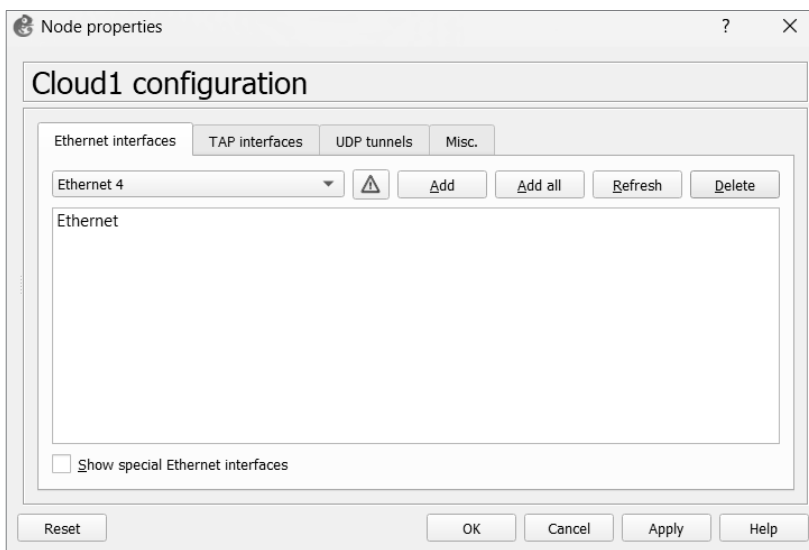 Node properties ? ×
Cloud1 configuration
Ethernet interfaces TAP interfaces UDP tunnels Misc.
Ethernet 4 Add Add all Refresh Delete
Ethernet
Show special Ethernet interfaces
Reset OK Cancel Apply Help